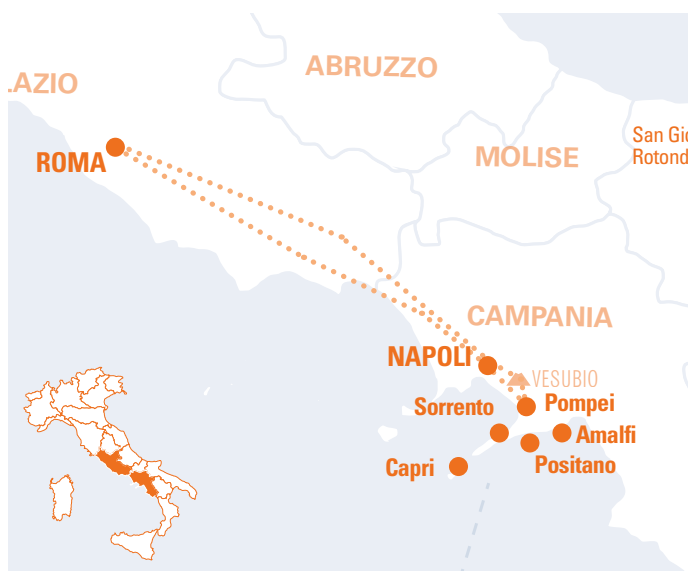 ABRUZZO
LAZIO
San Gio
Rotond
ROMA
MOLISE
CAMPANIA
NAPOLI
VESUBIO
Sorrento
Pompei
Amalfi
Capri
Positano